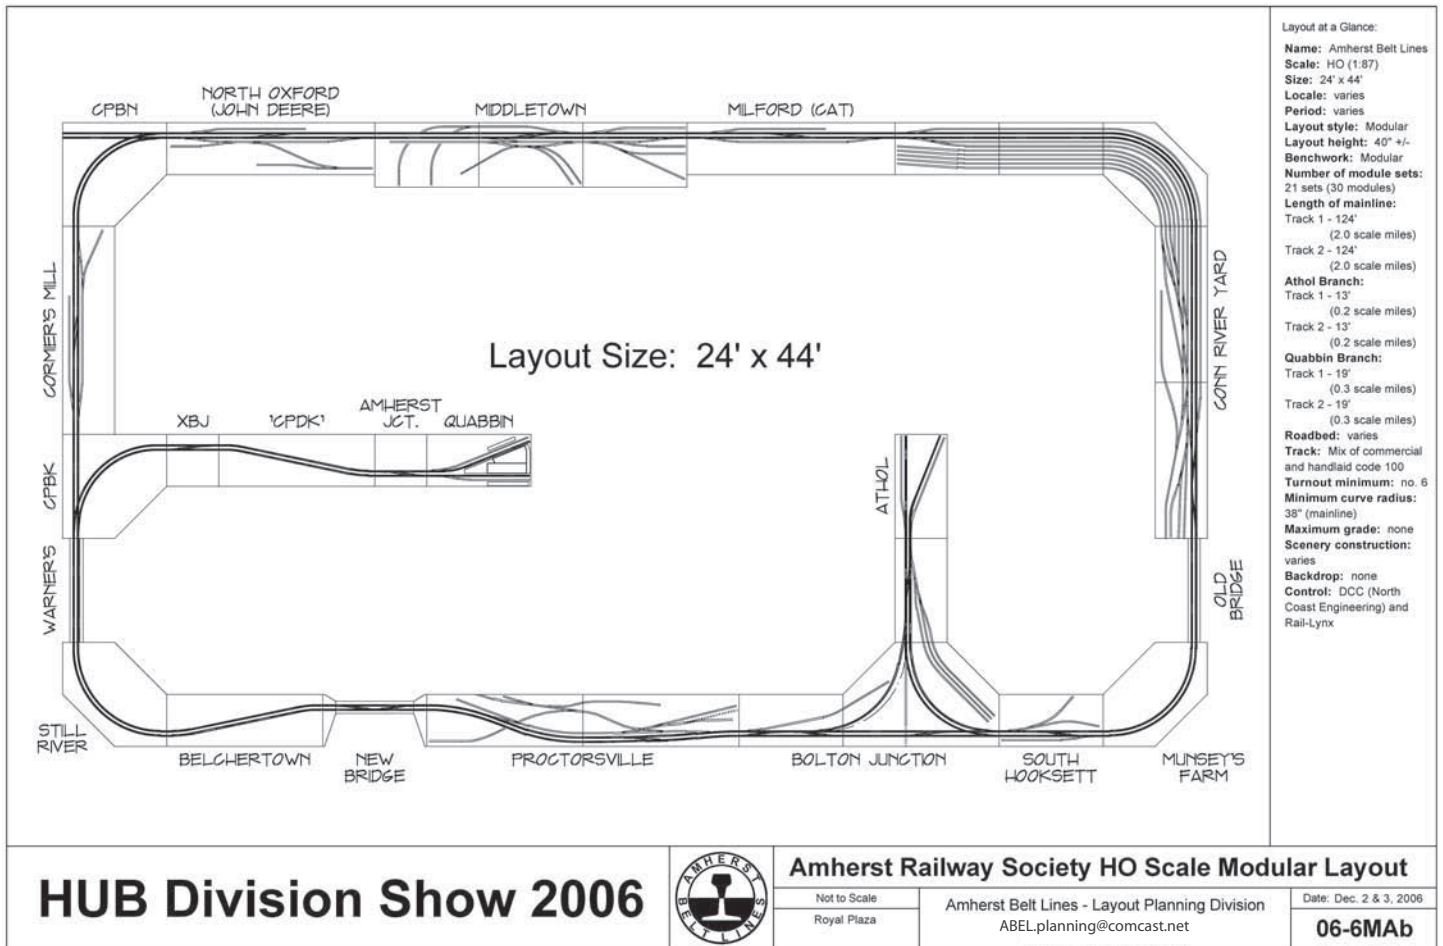 Layout at a Glance:
Name: Amherst Belt Lines
Scale: HO (1:87)
Size: 24' x 44'
Locale: varies
Period: varies
Layout style: Modular
Layout height: 40" +/-
Benchwork: Modular
Number of module sets:
21 sets (30 modules)
Length of mainline:
Track 1 - 124'
(2.0 scale miles)
Track 2 - 124'
(2.0 scale miles)
Athol Branch:
Track 1 - 13'
(0.2 scale miles)
Track 2 - 13'
(0.2 scale miles)
Quabbin Branch:
Track 1 - 19'
(0.3 scale miles)
Track 2 - 19'
(0.3 scale miles)
Roadbed: varies
Track: Mix of commercial
and handlaid code 100
Turnout minimum: no. 6
Minimum curve radius:
38" (mainline)
Maximum grade: none
Scenery construction:
varies
Backdrop: none
Control: DCC (North
Coast Engineering) and
Rail-Lynx
CPBN
NORTH OXFORD
(JOHN DEERE)
MIDDLETOWN
MILFORD (CAT)
CORMER'S MILL
CONN RIVER YARD
Layout Size: 24' x 44'
XBJ
'CPDK'
AMHERST
JCT.
QUABBIN
CPBK
ATHOL
WARNER'S
OLD
BRIDGE
STILL
RIVER
BELCHERTOWN
NEW
BRIDGE
PROCTORSVILLE
BOLTON JUNCTION
SOUTH
HOOKSETT
MUNSEY'S
FARM
HUB Division Show 2006
AMHERST
BELT LINES
Amherst Railway Society HO Scale Modular Layout
Not to Scale
Royal Plaza
Amherst Belt Lines - Layout Planning Division
ABEL.planning@comcast.net
Date: Dec. 2 & 3, 2006
06-6MAb